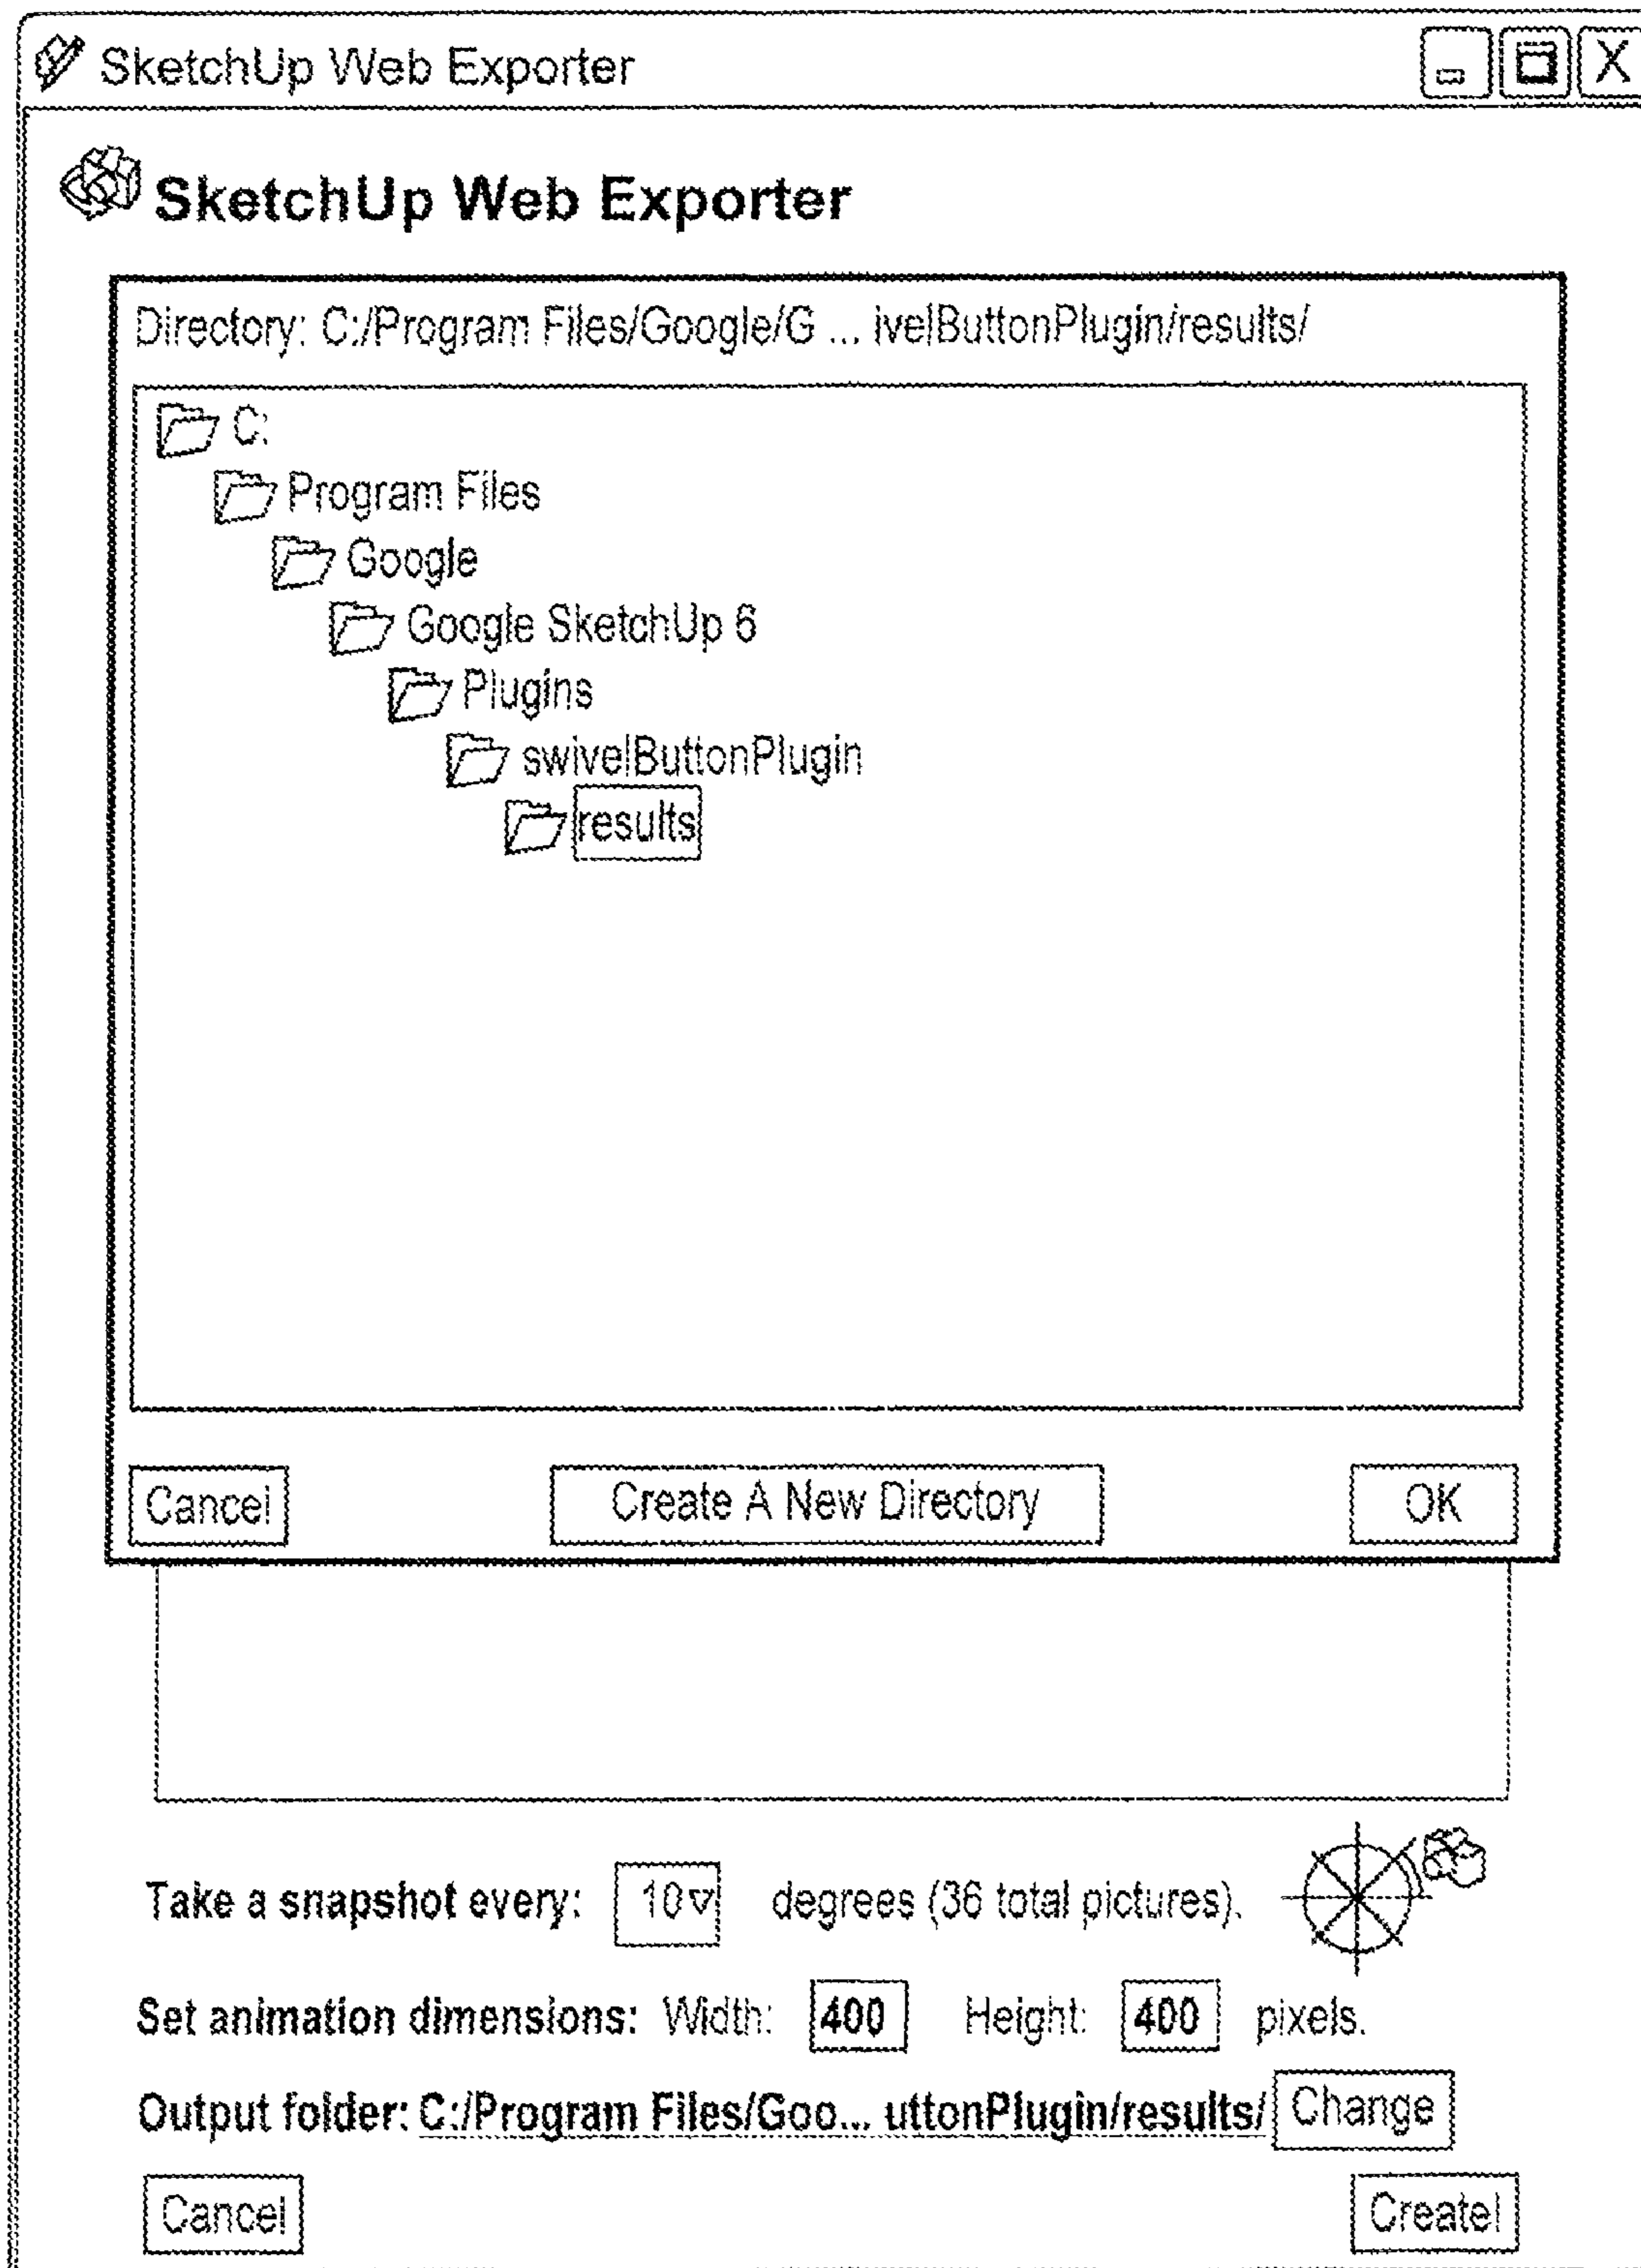 SketchUp Web Exporter
X
SketchUp Web Exporter
Directory: C:/Program Files/Google/G ... ivelButtonPlugin/results/
C:
Program Files
Google
Google SketchUp 6
Plugins
swivelButtonPlugin
results
Cancel Create A New Directory OK
Take a snapshot every: 10 degrees (36 total pictures).
Set animation dimensions: Width: 400 Height: 400 pixels.
Output folder: C:/Program Files/Goo... uttonPlugin/results/ Change
Cancel Create!